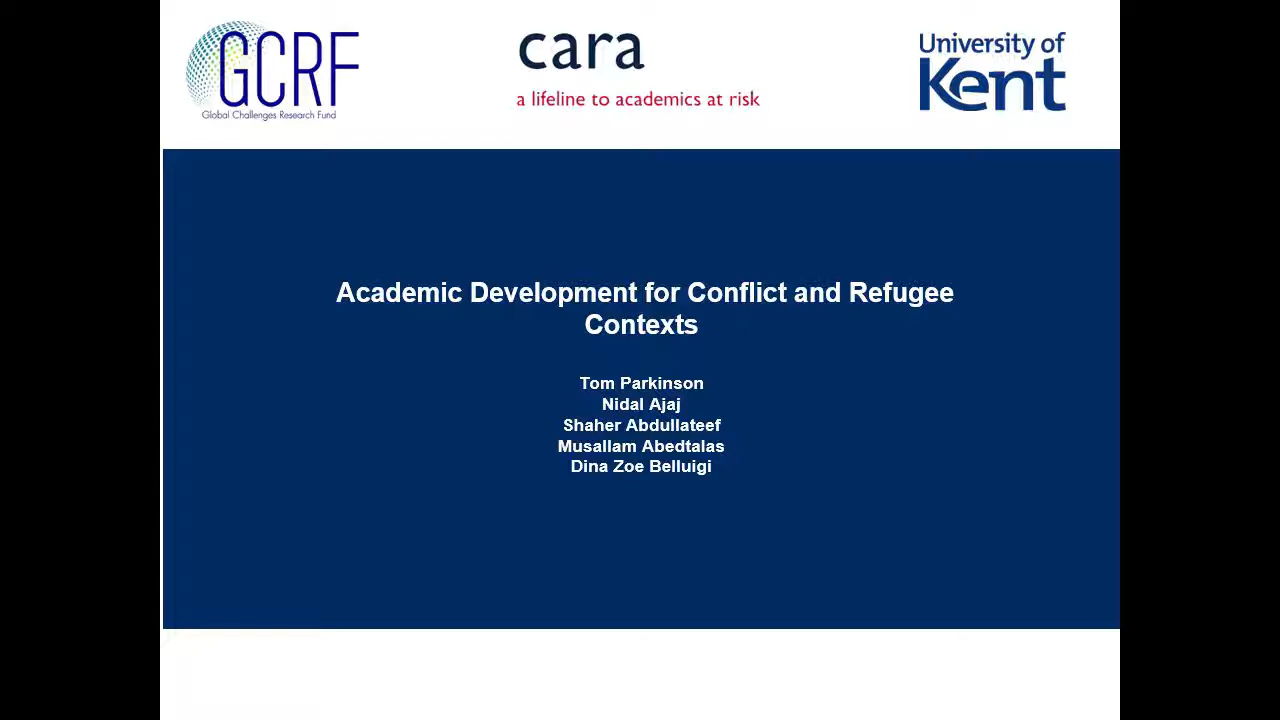 GCRF
Global Challenges Research Fund
cara
a lifeline to academics at risk
University of
Kent
Academic Development for Conflict and Refugee
Contexts
Tom Parkinson
Nidal Ajaj
Shaher Abdullateef
Musallam Abedtalas
Dina Zoe Belluigi